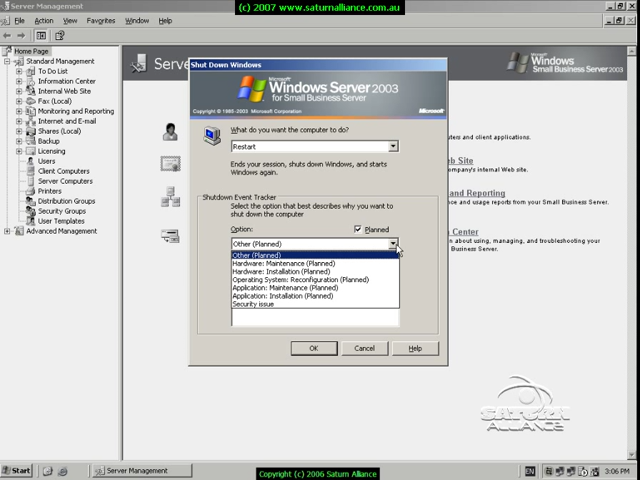 (c) 2007 www.saturnalliance.com.au
Server Management
File Action View Favorites Window Help
Home Page
Standard Management
To Do List
Information Center
Internal Web Site
Fax (Local)
Monitoring and Reporting
Internet and E-mail
Shares (Local)
Backup
Licensing
Users
Client Computers
Server Computers
Printers
Distribution Groups
Security Groups
User Templates
Advanced Management
Windows
Small Business Server 2003
Shut Down Windows
Microsoft
Windows Server 2003
for Small Business Server
Copyright © 1985-2003 Microsoft Corporation
Microsoft
What do you want the computer to do?
Restart
Ends your session, shuts down Windows, and starts
Windows again.
Shutdown Event Tracker
Select the option that best describes why you want to
shut down the computer
Option:
Planned
Other (Planned)
Other (Planned)
Hardware: Maintenance (Planned)
Hardware: Installation (Planned)
Operating System: Reconfiguration (Planned)
Application: Maintenance (Planned)
Application: Installation (Planned)
Security issue
OK Cancel Help
and client applications.
Site
company's internal Web site.
and Reporting
and usage reports from your Small Business Server.
Center
about using, managing, and troubleshooting your
Business Server.
SATURN
ALLIANCE
Start
Server Management
EN
3:06 PM
Copyright (c) 2006 Saturn Alliance